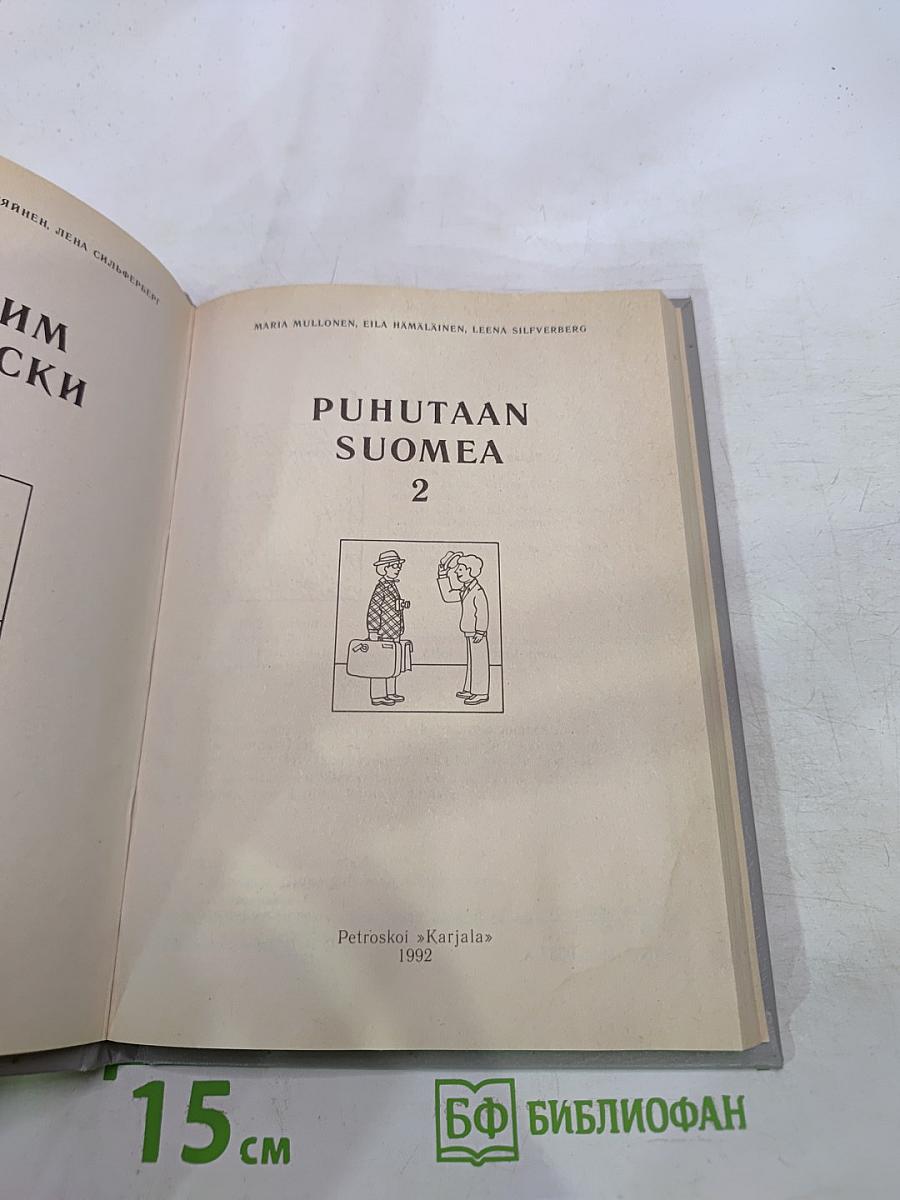 ЛЕНА СИЛЬФЕРБЕРГ
ИМ
СКИ
MARIA MULLONEN, EILA HÄMÄLÄINEN, LEENA SILFVERBERG
PUHUTAAN
SUOMEA
2
Petroskoi »Karjala»
1992
15 см
БФ БИБЛИОФАН